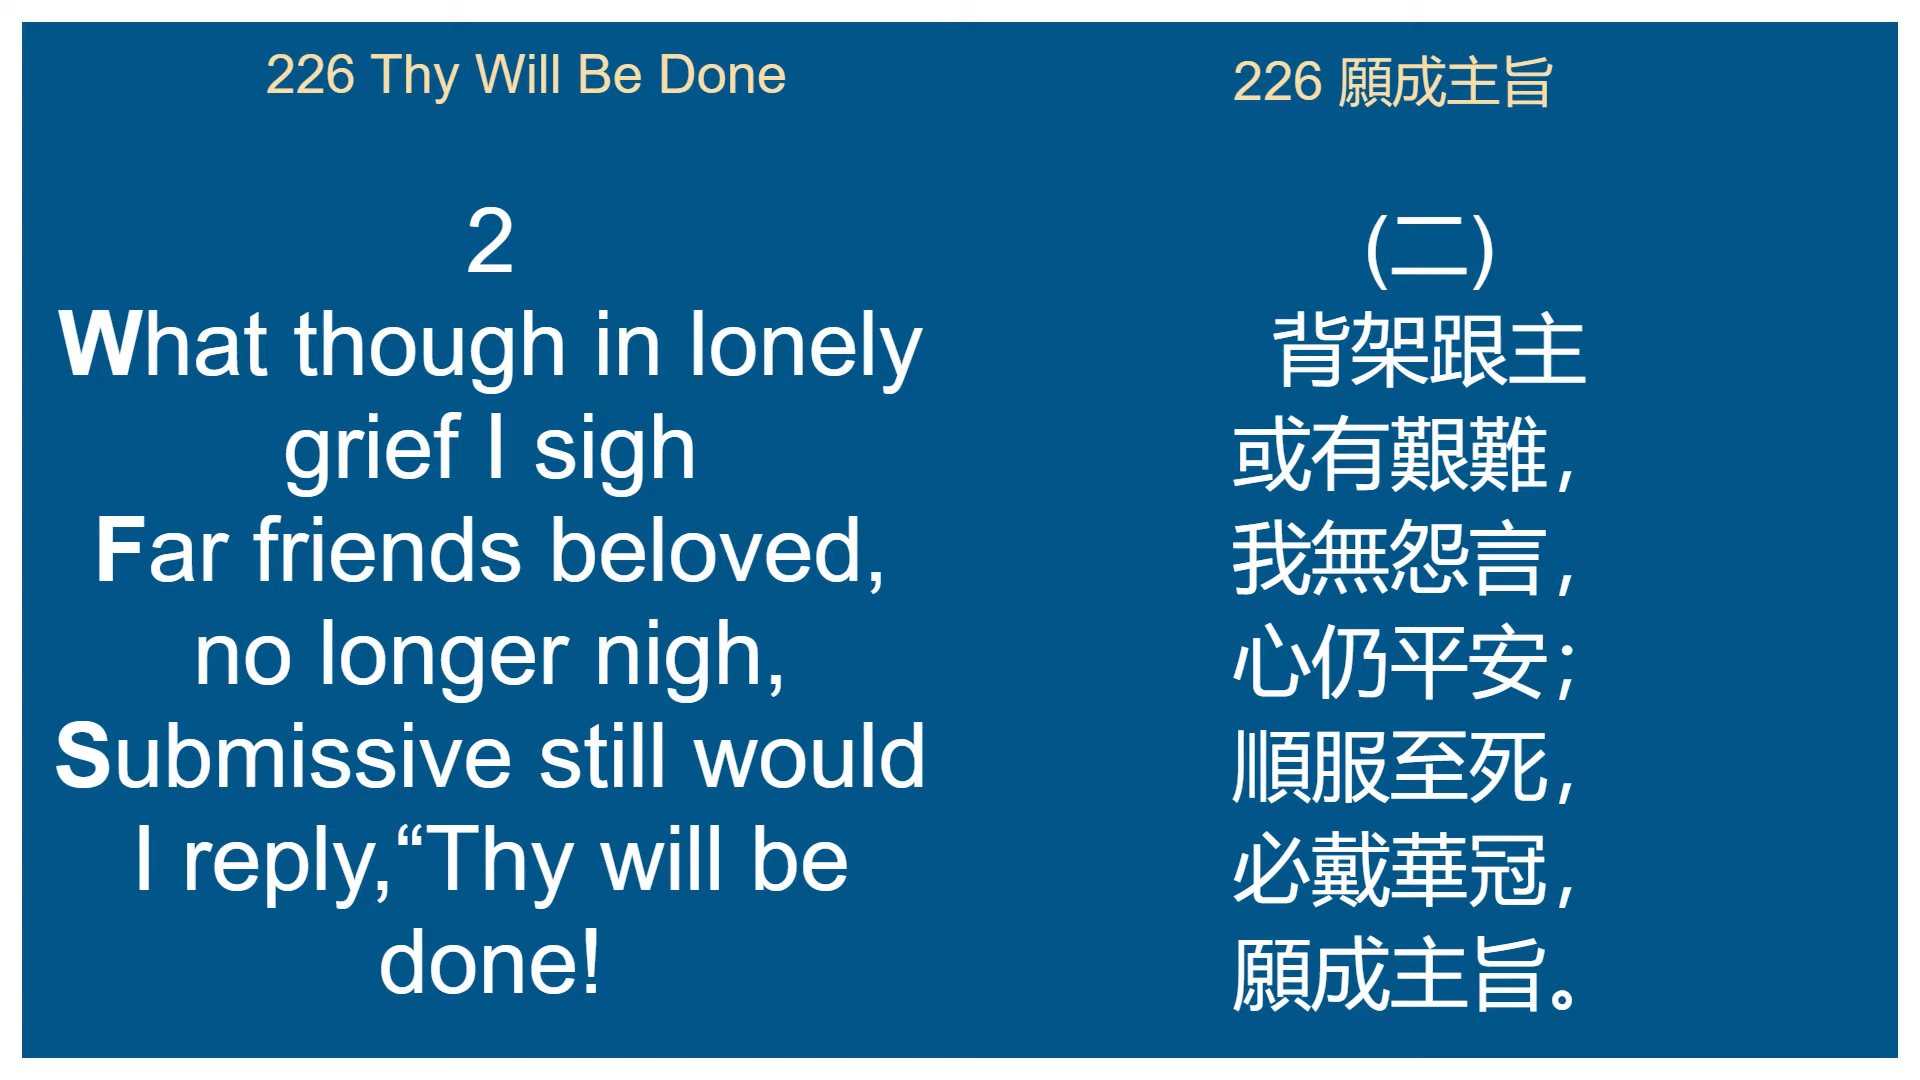 226 Thy Will Be Done
2
What though in lonely
grief I sigh
Far friends beloved,
no longer nigh,
Submissive still would
I reply,“Thy will be
done!
226 願成主旨
(二)
背架跟主
或有艱難,
我無怨言,
心仍平安;
順服至死,
必戴華冠,
願成主旨。